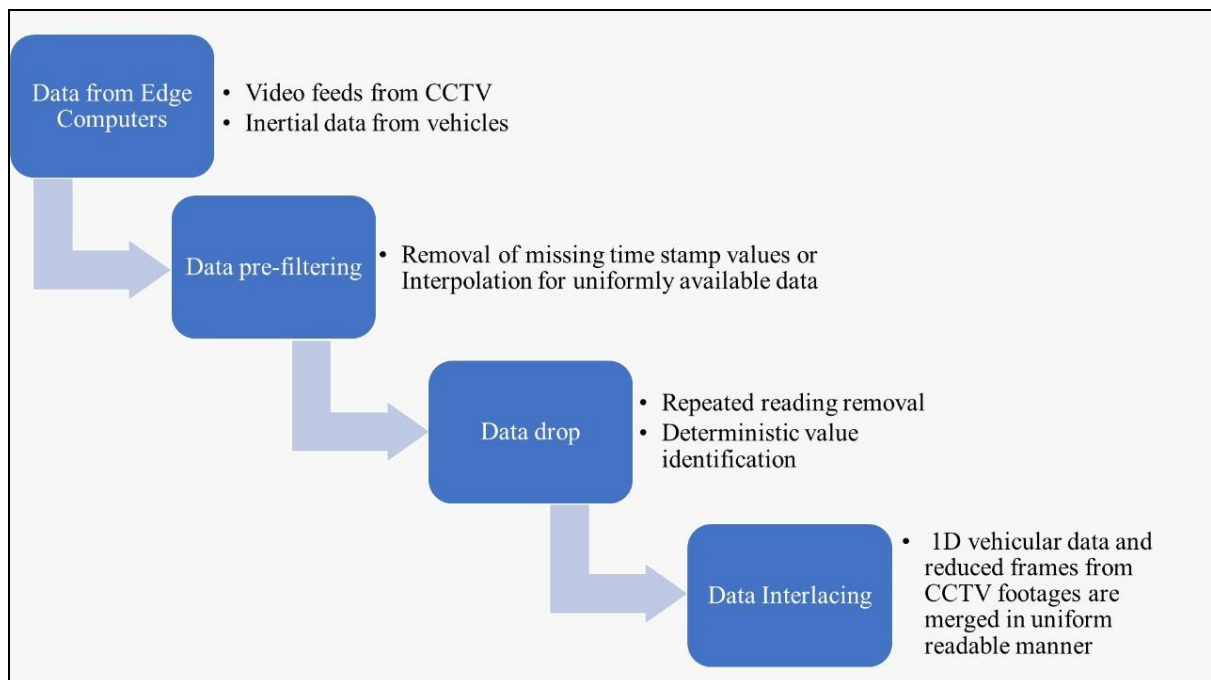 Data from Edge
Computers
• Video feeds from CCTV
• Inertial data from vehicles
Data pre-filtering
• Removal of missing time stamp values or
Interpolation for uniformly available data
Data drop
• Repeated reading removal
• Deterministic value
identification
Data Interlacing
• 1D vehicular data and
reduced frames from
CCTV footages are
merged in uniform
readable manner